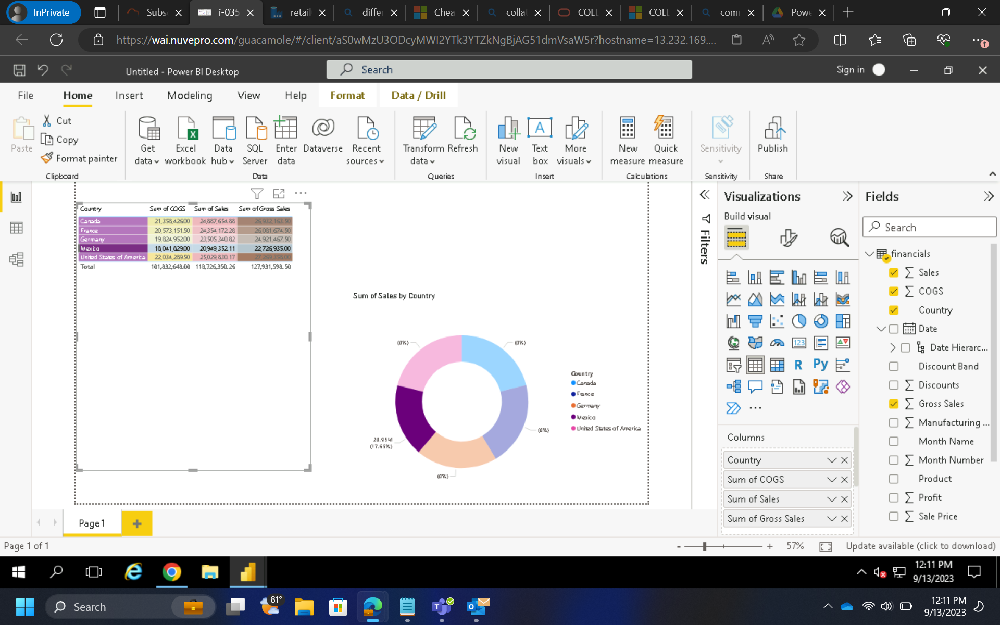 InPrivate Subs i-035 retail differ Chea collat COLL COLL comm Powe
https://wai.nuvepro.com/guacamole/#/client/aS0wMzU3ODcyMWI2YTk3YTZkNgBjAG51dmVsaW5r?hostname=13.232.169....
Untitled - Power BI Desktop Search Sign in
File Home Insert Modeling View Help Format Data / Drill
Paste
Cut
Copy
Format painter
Clipboard
Get data
Excel workbook
Data hub
SQL Server
Enter data
Dataverse
Recent sources
Data
Transform data
Refresh
Queries
New visual
Text box
More visuals
Insert
New measure
Quick measure
Calculations
Sensitivity
Sensitivity
Publish
Share
Country Sum of COGS Sum of Sales Sum of Gross Sales
Canada 21,358,426.00 24,887,654.88 26,932,163.50
France 20,573,151.50 24,354,172.28 26,081,674.50
Germany 19,824,952.00 23,505,340.82 24,921,467.50
Mexico 18,041,829.00 20,949,352.11 22,726,935.00
United States of America 22,034,289.50 25,029,830.17 27,269,358.00
Total 101,832,648.00 118,726,350.26 127,931,598.50
Sum of Sales by Country
(0%)
(0%)
(0%)
(0%)
20.95M
(17.65%)
Country
Canada
France
Germany
Mexico
United States of America
Filters
Visualizations
Build visual
123
R
Py
Columns
Country
Sum of COGS
Sum of Sales
Sum of Gross Sales
Fields
Search
financials
Sales
COGS
Country
Date
Date Hierarc...
Discount Band
Discounts
Gross Sales
Manufacturing ...
Month Name
Month Number
Product
Profit
Sale Price
Page 1
Page 1 of 1
- + 57% Update available (click to download)
12:11 PM
9/13/2023
Search
81°
12:11 PM
9/13/2023